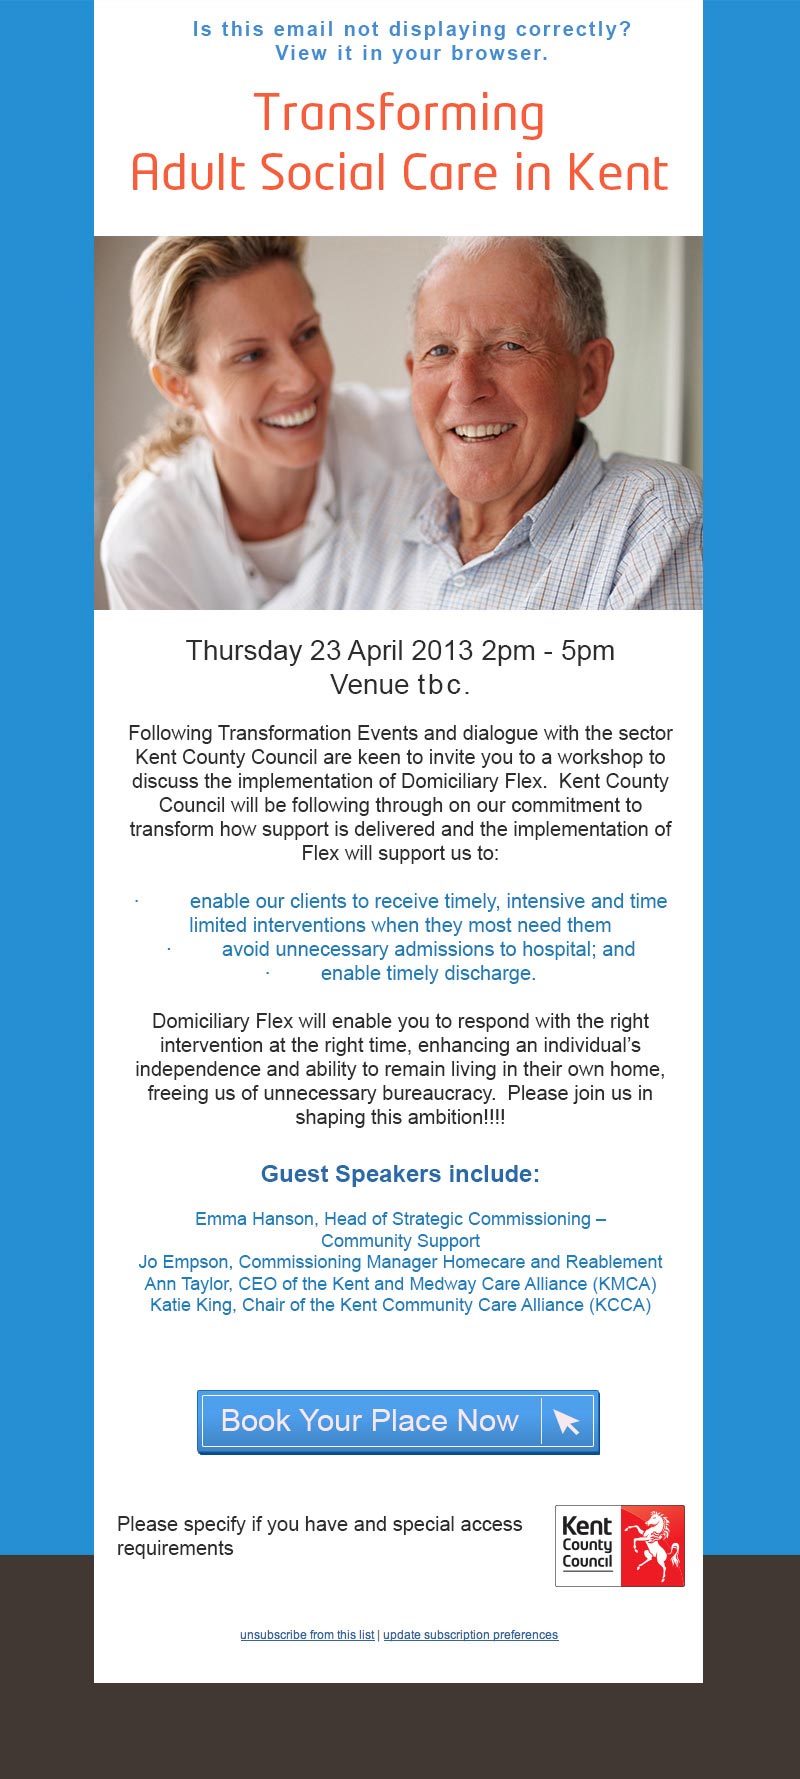 Is this email not displaying correctly?
View it in your browser.
Transforming
Adult Social Care in Kent
Thursday 23 April 2013 2pm - 5pm
Venue tbc.
Following Transformation Events and dialogue with the sector
Kent County Council are keen to invite you to a workshop to
discuss the implementation of Domiciliary Flex.  Kent County
Council will be following through on our commitment to
transform how support is delivered and the implementation of
Flex will support us to:
· enable our clients to receive timely, intensive and time
limited interventions when they most need them
· avoid unnecessary admissions to hospital; and
· enable timely discharge.
Domiciliary Flex will enable you to respond with the right
intervention at the right time, enhancing an individual’s
independence and ability to remain living in their own home,
freeing us of unnecessary bureaucracy.  Please join us in
shaping this ambition!!!!
Guest Speakers include:
Emma Hanson, Head of Strategic Commissioning –
Community Support
Jo Empson, Commissioning Manager Homecare and Reablement
Ann Taylor, CEO of the Kent and Medway Care Alliance (KMCA)
Katie King, Chair of the Kent Community Care Alliance (KCCA)
Book Your Place Now
Please specify if you have and special access
requirements
Kent
County
Council
unsubscribe from this list | update subscription preferences